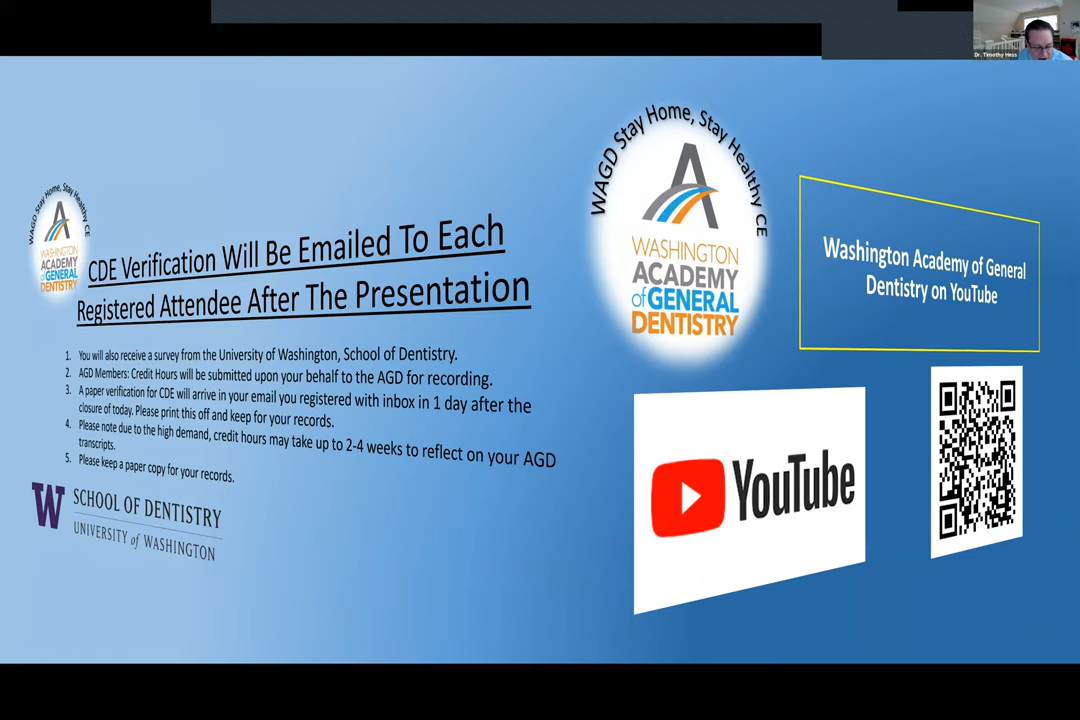 Dr. Timothy Hess
WAGD Stay Home, Stay Healthy CE
WASHINGTON
ACADEMY
of GENERAL
DENTISTRY
CDE Verification Will Be Emailed To Each
Registered Attendee After The Presentation
1. You will also receive a survey from the University of Washington, School of Dentistry.
2. AGD Members: Credit Hours will be submitted upon your behalf to the AGD for recording.
3. A paper verification for CDE will arrive in your email you registered with inbox in 1 day after the
closure of today. Please print this off and keep for your records.
4. Please note due to the high demand, credit hours may take up to 2-4 weeks to reflect on your AGD
transcripts.
5. Please keep a paper copy for your records.
W SCHOOL OF DENTISTRY
UNIVERSITY of WASHINGTON
WAGD Stay Home, Stay Healthy CE
WASHINGTON
ACADEMY
of GENERAL
DENTISTRY
Washington Academy of General
Dentistry on YouTube
YouTube